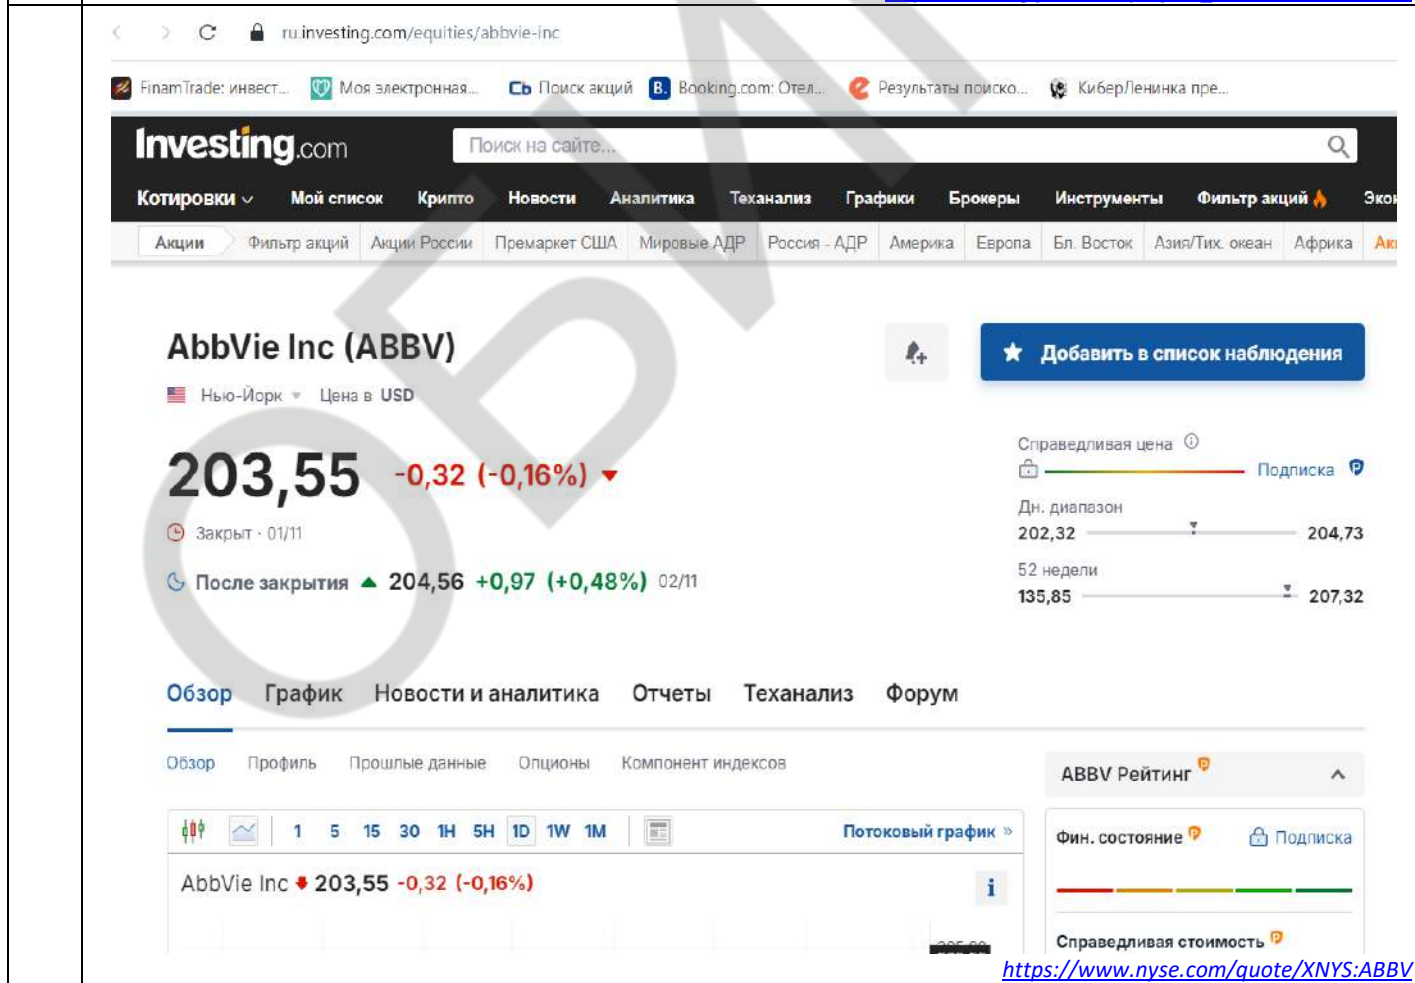 ru.investing.com/equities/abbvie-inc
FinamTrade: инвест... Моя электронная... Cb Поиск акций B. Booking.com: Отел... Результаты поиско... КиберЛенинка пре...
Investing.com Поиск на сайте...
Котировки Мой список Крипто Новости Аналитика Теханализ Графики Брокеры Инструменты Фильтр акций Экон
Акции Фильтр акций Акции России Премаркет США Мировые АДР Россия - АДР Америка Европа Бл. Восток Азия/Тих. океан Африка Ак
AbbVie Inc (ABBV) Добавить в список наблюдения
Нью-Йорк Цена в USD
Справедливая цена
203,55 -0,32 (-0,16%) Подписка
Дн. диапазон
Закрыт · 01/11 202,32 204,73
52 недели
После закрытия 204,56 +0,97 (+0,48%) 02/11 135,85 207,32
Обзор График Новости и аналитика Отчеты Теханализ Форум
Обзор Профиль Прошлые данные Опционы Компонент индексов
ABBV Рейтинг
1 5 15 30 1H 5H 1D 1W 1M Потоковый график »
Фин. состояние Подписка
AbbVie Inc 203,55 -0,32 (-0,16%)
Справедливая стоимость
https://www.nyse.com/quote/XNYS:ABBV